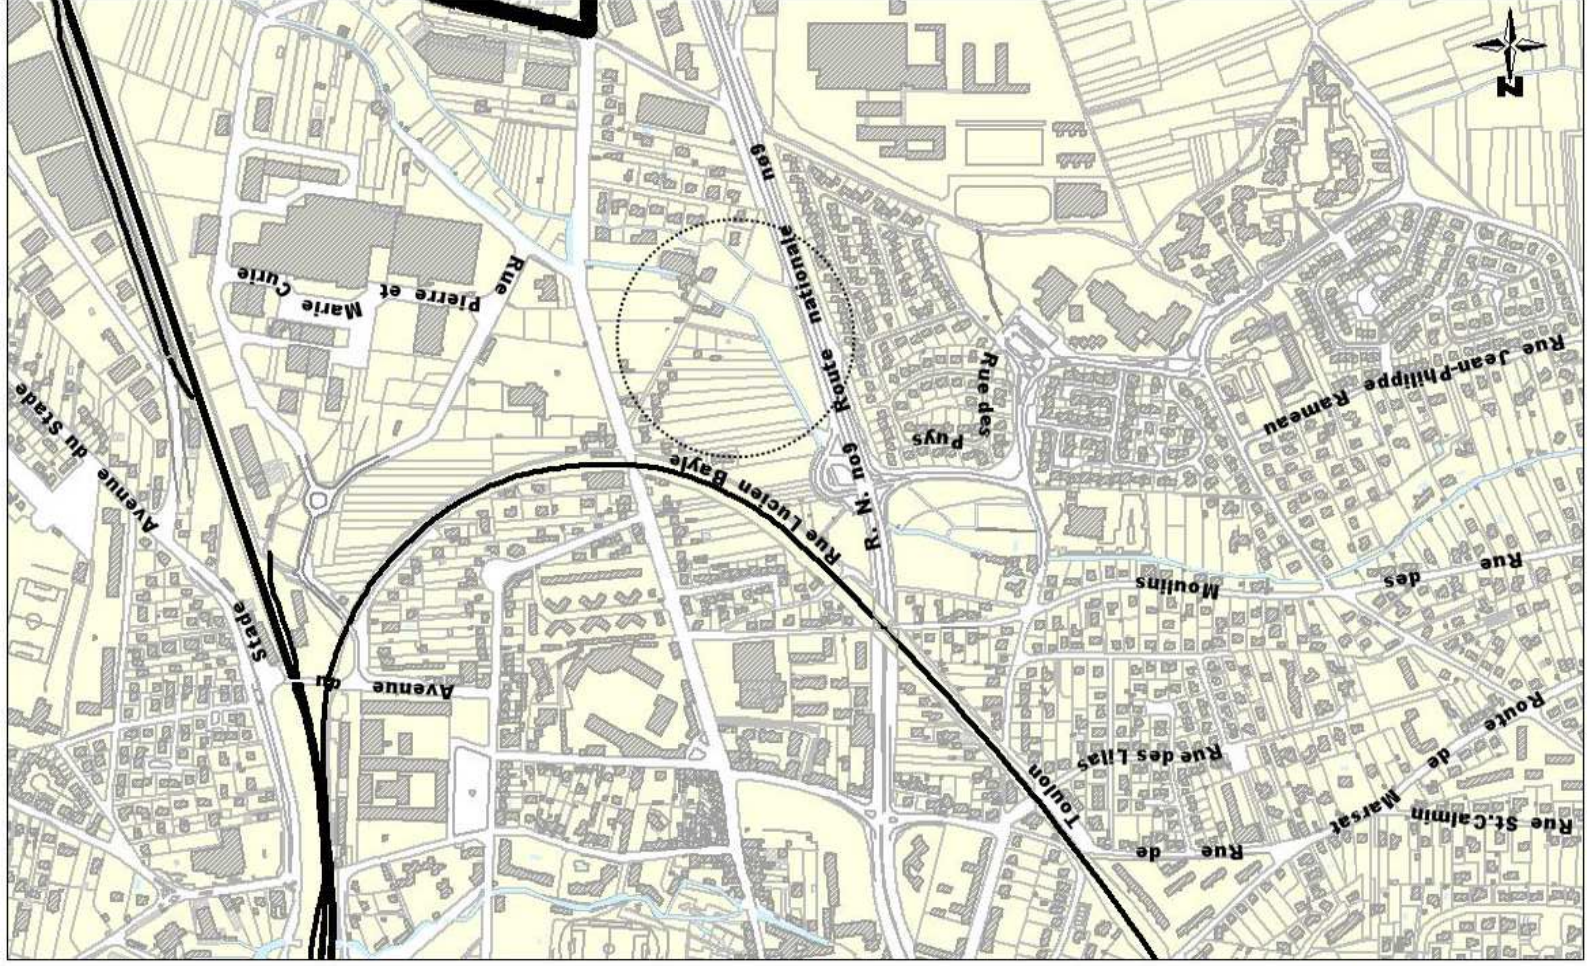 N
Route nationale n°9
R. N. n°9
Rue Pierre et
Marie Curie
Rue des
Puys
Rue Jean-Philippe
Rameau
Avenue du Stade
Rue Lucien Bayle
Rue des Moulins
Avenue du Stade
Rue des Lilas
Route de Marsat
Rue de Toulon
Rue St.Calmin